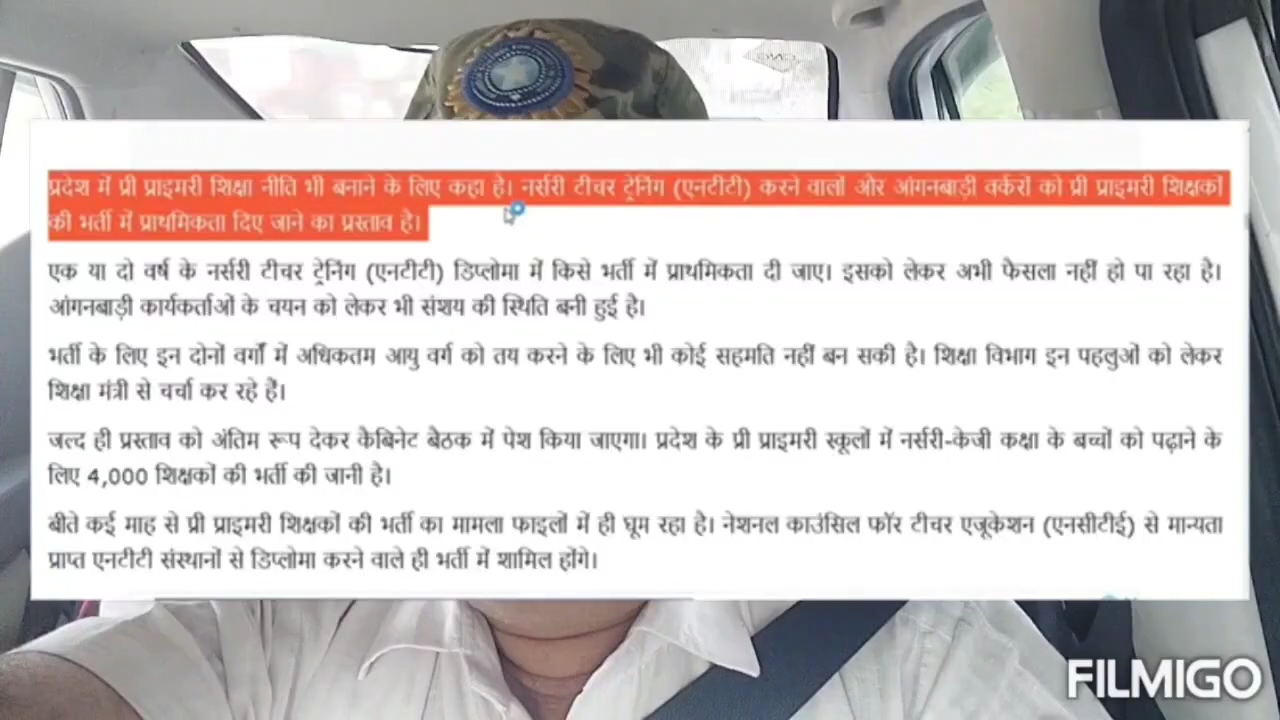 प्रदेश में प्री प्राइमरी शिक्षा नीति भी बनाने के लिए कहा है। नर्सरी टीचर ट्रेनिंग (एनटीटी) करने वालों और आंगनबाड़ी वर्करों को प्री प्राइमरी शिक्षकों
की भर्ती में प्राथमिकता दिए जाने का प्रस्ताव है।
एक या दो वर्ष के नर्सरी टीचर ट्रेनिंग (एनटीटी) डिप्लोमा में किसे भर्ती में प्राथमिकता दी जाए। इसको लेकर अभी फैसला नहीं हो पा रहा है।
आंगनबाड़ी कार्यकर्ताओं के चयन को लेकर भी संशय की स्थिति बनी हुई है।
भर्ती के लिए इन दोनों वर्गों में अधिकतम आयु वर्ग को तय करने के लिए भी कोई सहमति नहीं बन सकी है। शिक्षा विभाग इन पहलुओं को लेकर
शिक्षा मंत्री से चर्चा कर रहे हैं।
जल्द ही प्रस्ताव को अंतिम रूप देकर कैबिनेट बैठक में पेश किया जाएगा। प्रदेश के प्री प्राइमरी स्कूलों में नर्सरी-केजी कक्षा के बच्चों को पढ़ाने के
लिए 4,000 शिक्षकों की भर्ती की जानी है।
बीते कई माह से प्री प्राइमरी शिक्षकों की भर्ती का मामला फाइलों में ही घूम रहा है। नेशनल काउंसिल फॉर टीचर एजूकेशन (एनसीटीई) से मान्यता
प्राप्त एनटीटी संस्थानों से डिप्लोमा करने वाले ही भर्ती में शामिल होंगे।
FILMIGO